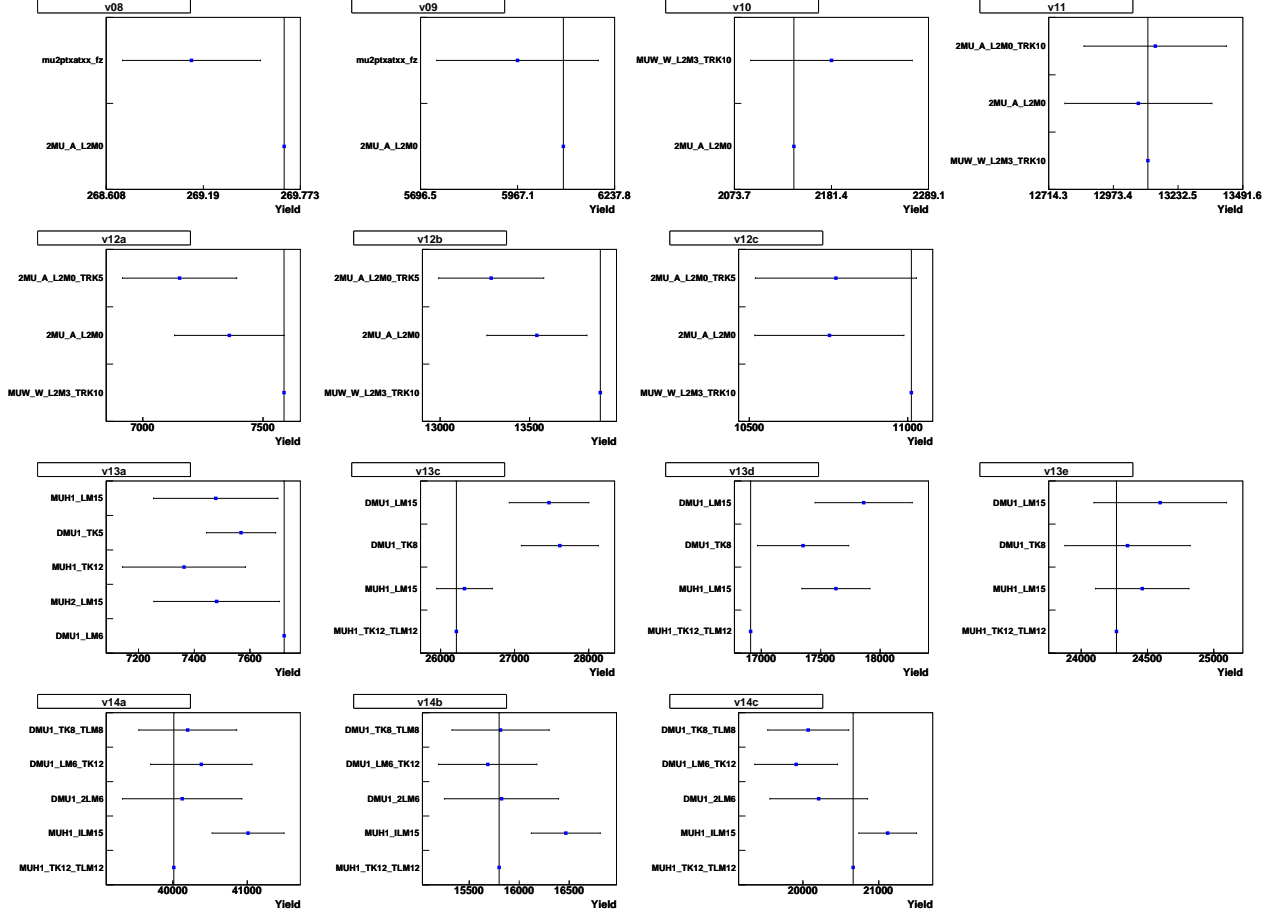 v08
mu2ptxatxx_fz
2MU_A_L2M0
268.608 269.19 269.773
Yield
v09
mu2ptxatxx_fz
2MU_A_L2M0
5696.5 5967.1 6237.8
Yield
v10
MUW_W_L2M3_TRK10
2MU_A_L2M0
2073.7 2181.4 2289.1
Yield
v11
2MU_A_L2M0_TRK10
2MU_A_L2M0
MUW_W_L2M3_TRK10
12714.3 12973.4 13232.5 13491.6
Yield
v12a
2MU_A_L2M0_TRK5
2MU_A_L2M0
MUW_W_L2M3_TRK10
7000 7500
Yield
v12b
2MU_A_L2M0_TRK5
2MU_A_L2M0
MUW_W_L2M3_TRK10
13000 13500
Yield
v12c
2MU_A_L2M0_TRK5
2MU_A_L2M0
MUW_W_L2M3_TRK10
10500 11000
Yield
v13a
MUH1_LM15
DMU1_TK5
MUH1_TK12
MUH2_LM15
DMU1_LM6
7200 7400 7600
Yield
v13c
DMU1_LM15
DMU1_TK8
MUH1_LM15
MUH1_TK12_TLM12
26000 27000 28000
Yield
v13d
DMU1_LM15
DMU1_TK8
MUH1_LM15
MUH1_TK12_TLM12
17000 17500 18000
Yield
v13e
DMU1_LM15
DMU1_TK8
MUH1_LM15
MUH1_TK12_TLM12
24000 24500 25000
Yield
v14a
DMU1_TK8_TLM8
DMU1_LM6_TK12
DMU1_2LM6
MUH1_ILM15
MUH1_TK12_TLM12
40000 41000
Yield
v14b
DMU1_TK8_TLM8
DMU1_LM6_TK12
DMU1_2LM6
MUH1_ILM15
MUH1_TK12_TLM12
15500 16000 16500
Yield
v14c
DMU1_TK8_TLM8
DMU1_LM6_TK12
DMU1_2LM6
MUH1_ILM15
MUH1_TK12_TLM12
20000 21000
Yield